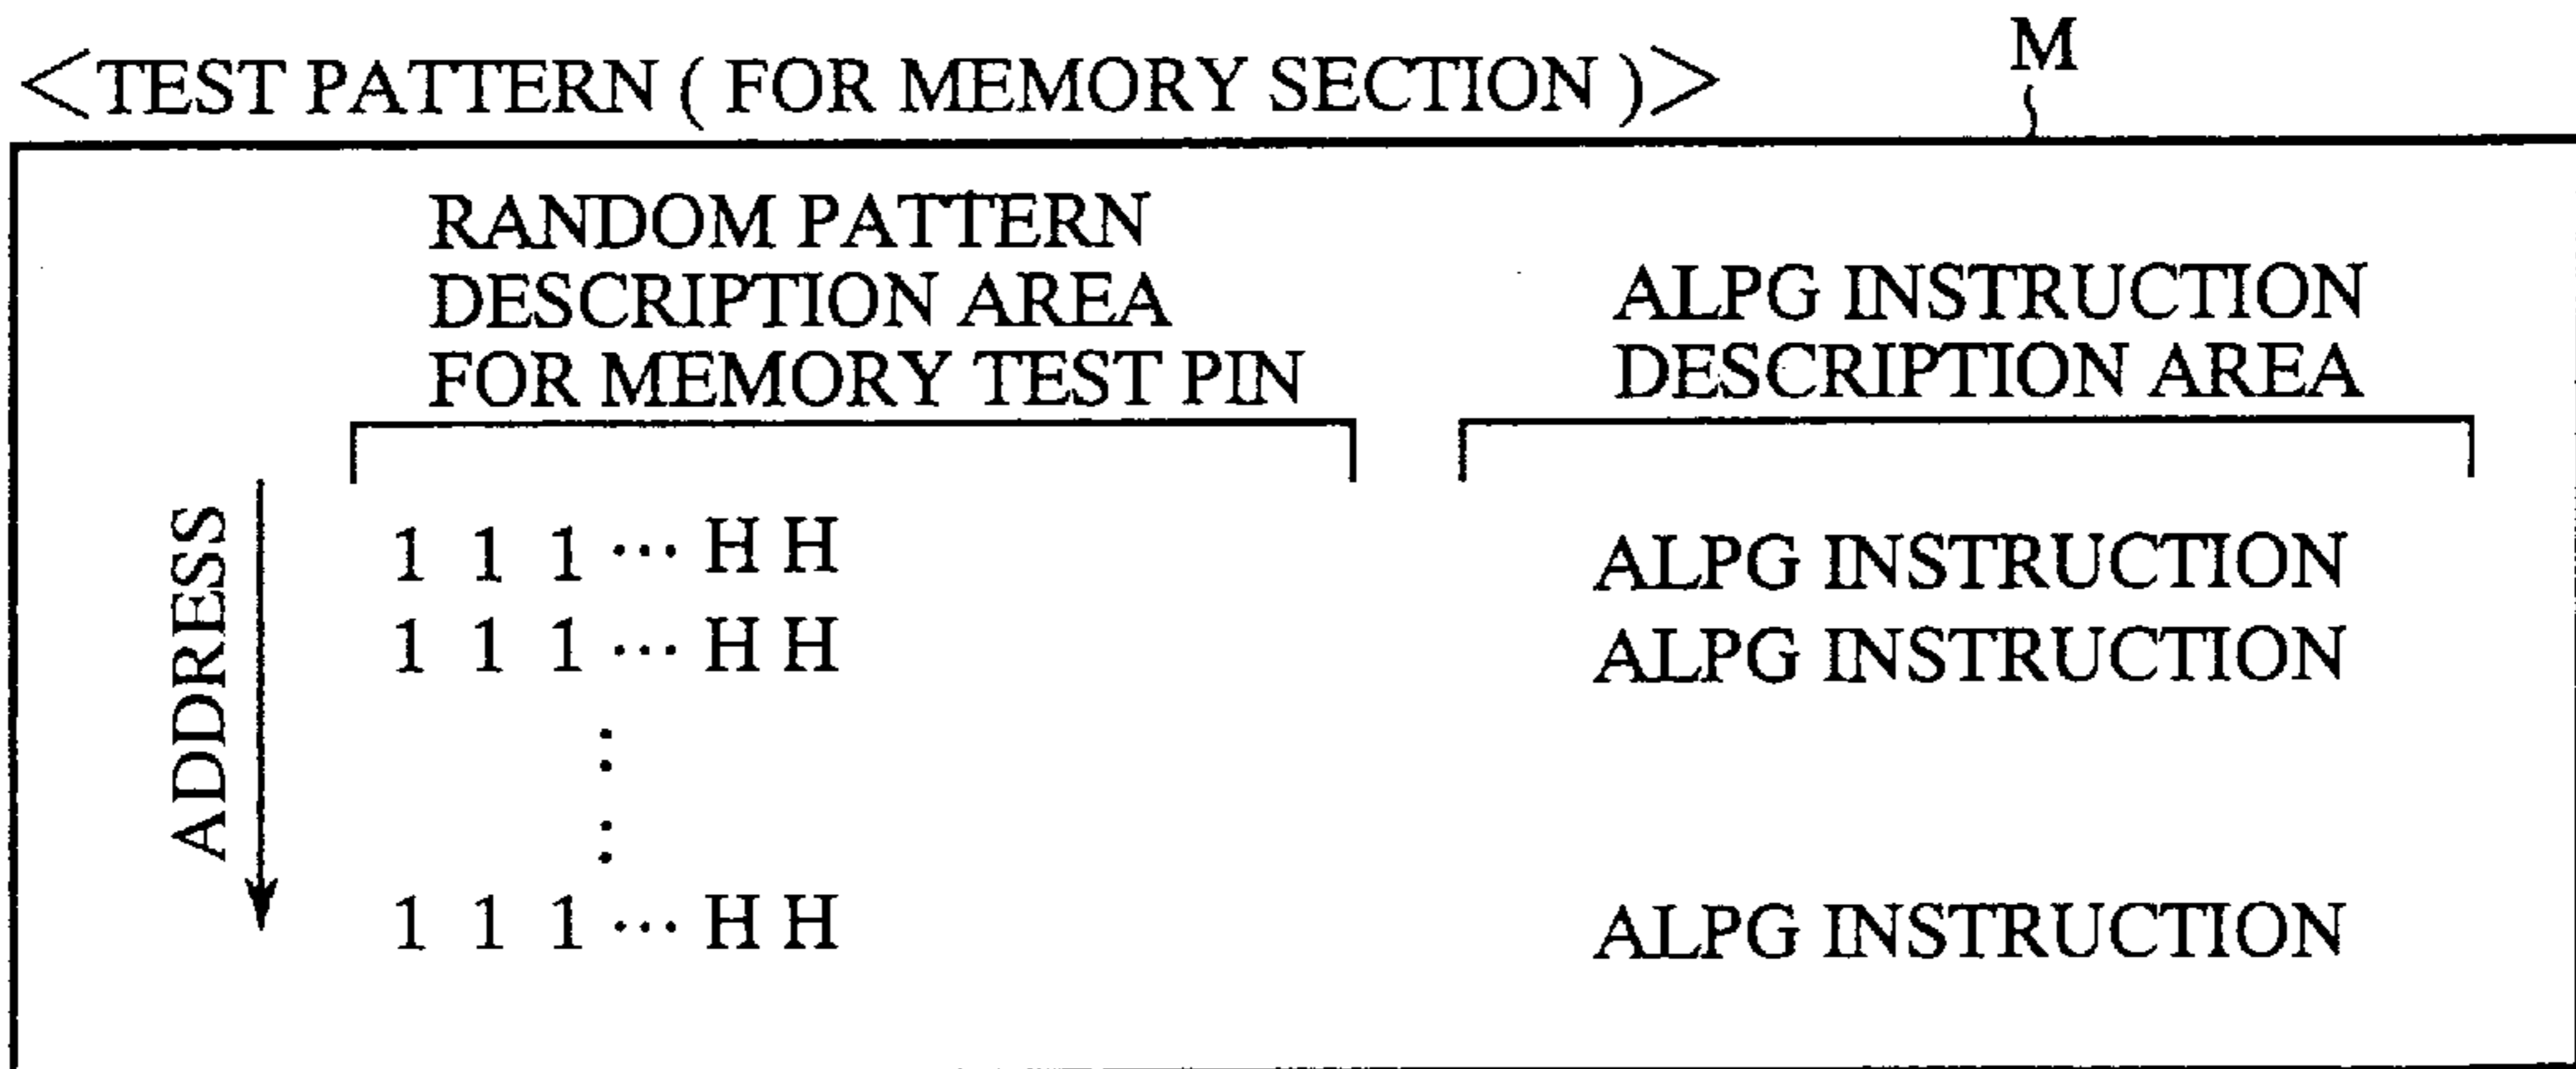 <TEST PATTERN ( FOR MEMORY SECTION )>
M
RANDOM PATTERN
DESCRIPTION AREA
FOR MEMORY TEST PIN
ALPG INSTRUCTION
DESCRIPTION AREA
ADDRESS
1 1 1 ··· H H ALPG INSTRUCTION
1 1 1 ··· H H ALPG INSTRUCTION
1 1 1 ··· H H ALPG INSTRUCTION